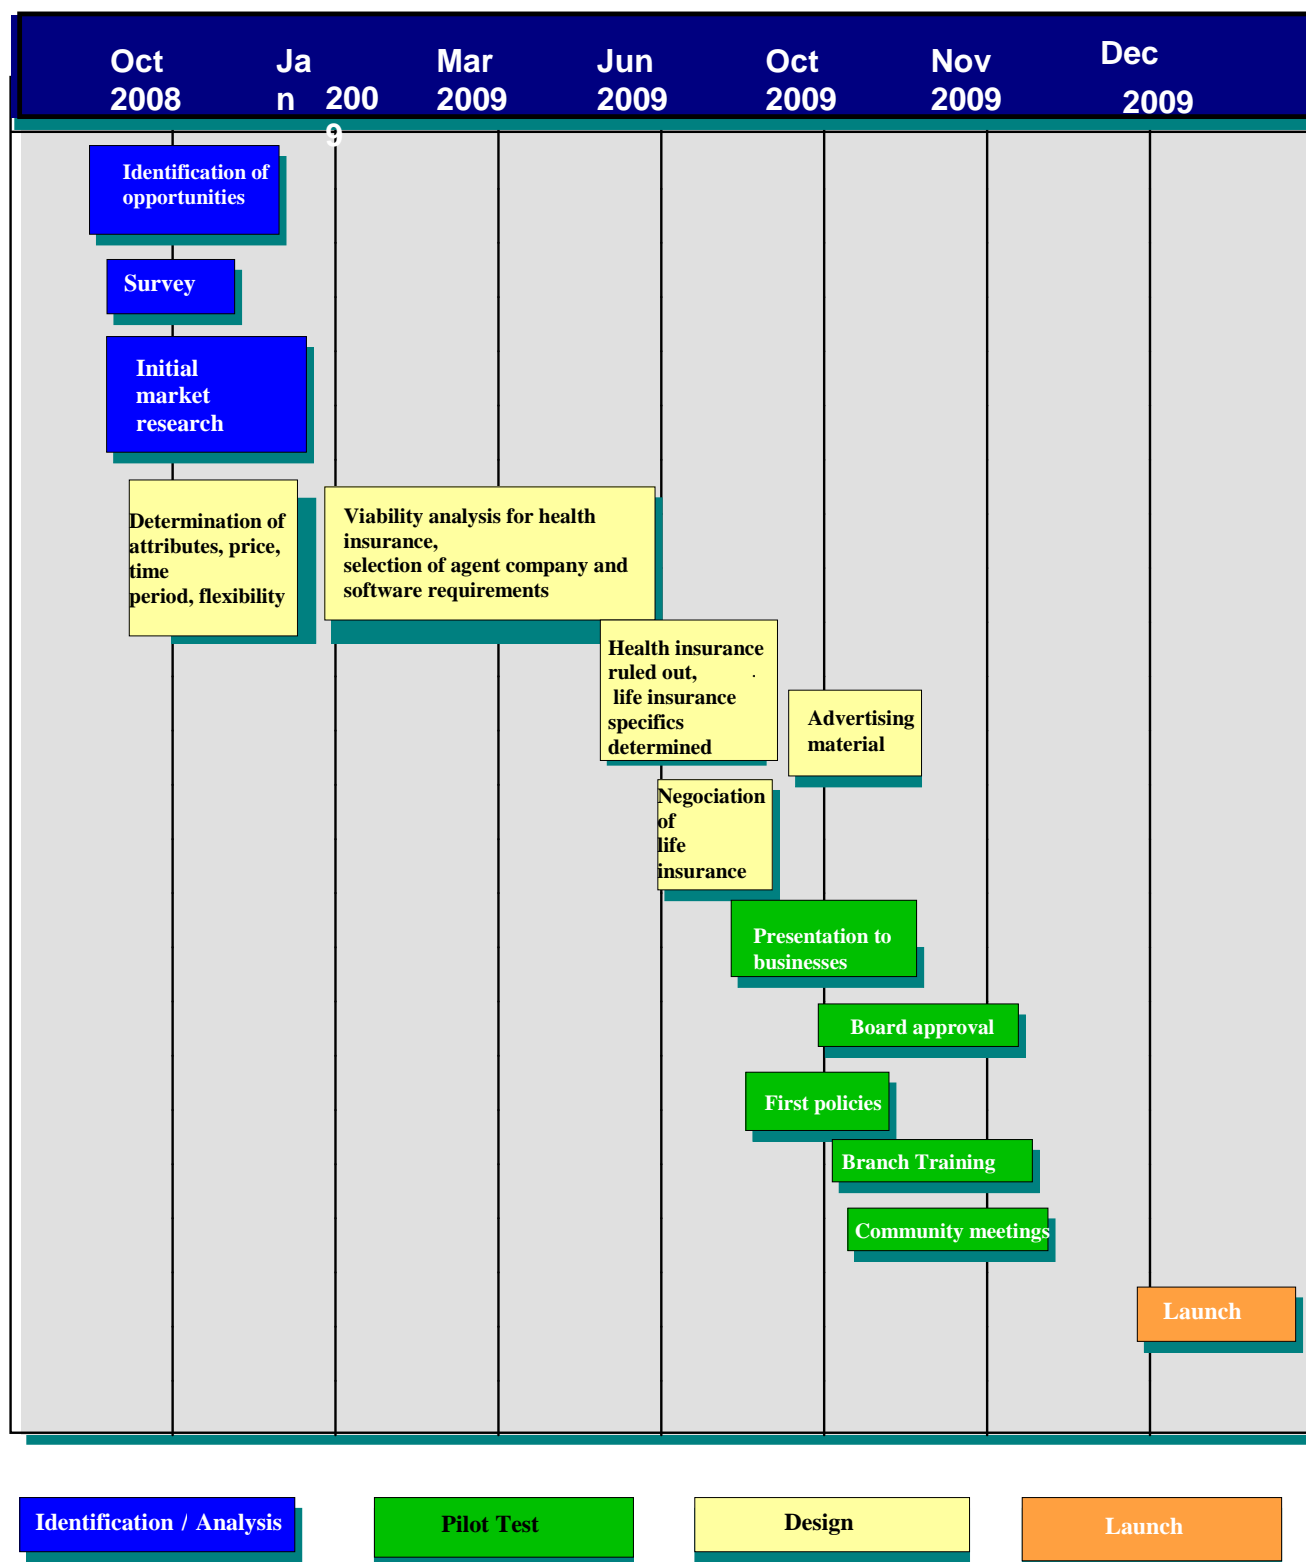 Oct
2008
Ja
n
200
9
Mar
2009
Jun
2009
Oct
2009
Nov
2009
Dec
2009
Identification of
opportunities
Survey
Initial
market
research
Determination of
attributes, price,
time
period, flexibility
Viability analysis for health
insurance,
selection of agent company and
software requirements
Health insurance
ruled out,
life insurance
specifics
determined
Advertising
material
Negociation
of
life
insurance
Presentation to
businesses
Board approval
First policies
Branch Training
Community meetings
Launch
Identification / Analysis
Pilot Test
Design
Launch